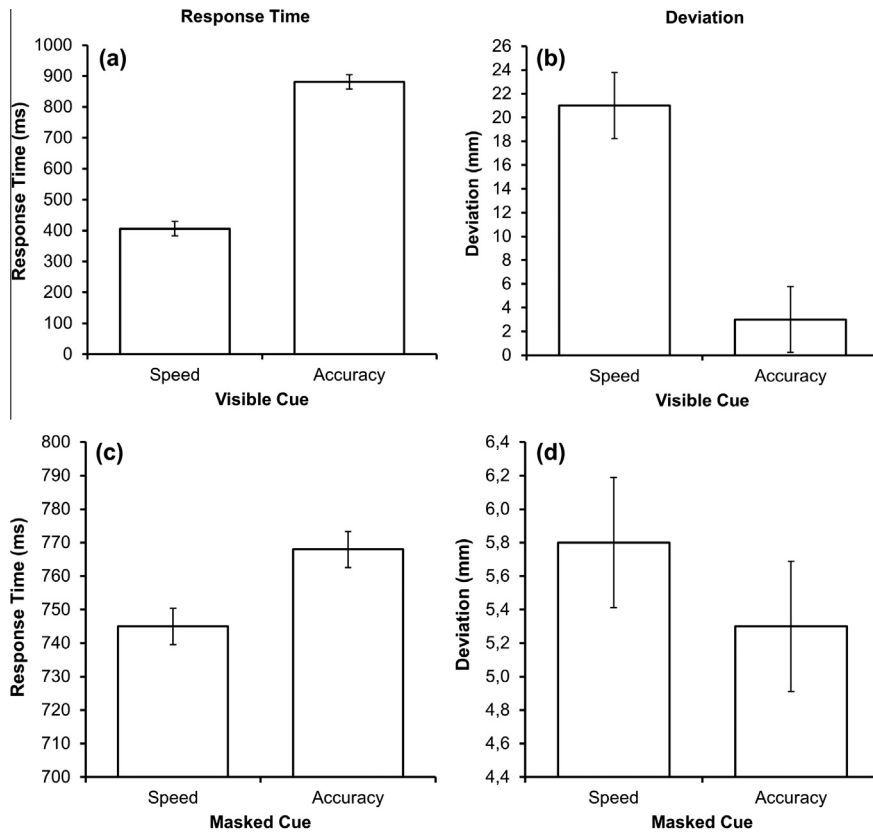 Response Time
Deviation
(a)
1000
900
800
700
600
500
400
300
200
100
0
Response Time (ms)
Speed
Accuracy
Visible Cue
(b)
26
24
22
20
18
16
14
12
10
8
6
4
2
0
Deviation (mm)
Speed
Accuracy
Visible Cue
(c)
800
790
780
770
760
750
740
730
720
710
700
Response Time (ms)
Speed
Accuracy
Masked Cue
(d)
6,4
6,2
6,0
5,8
5,6
5,4
5,2
5,0
4,8
4,6
4,4
Deviation (mm)
Speed
Accuracy
Masked Cue